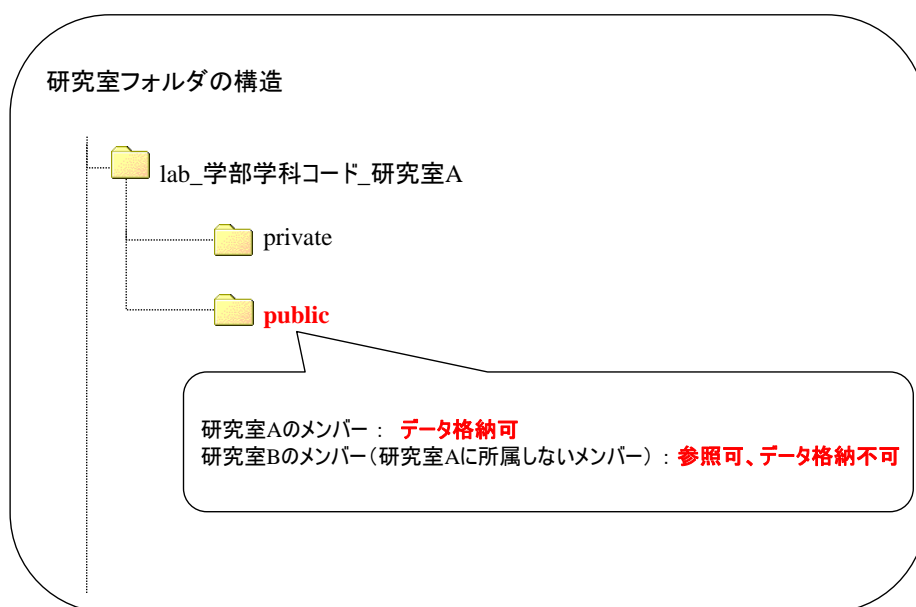 研究室フォルダの構造
lab_学部学科コード_研究室A
private
public
研究室Aのメンバー： データ格納可
研究室Bのメンバー（研究室Aに所属しないメンバー）：参照可、データ格納不可